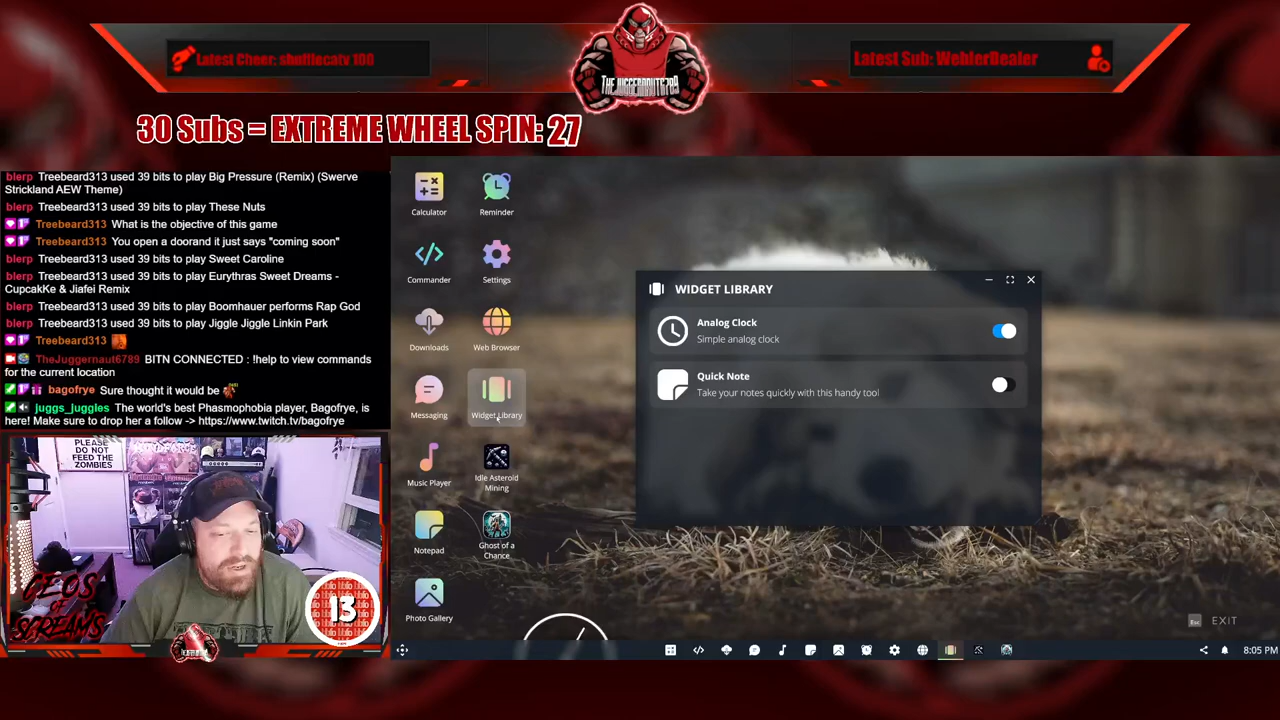 Latest Cheer: shufflecatv 100
THEJUGGERNAUT6789
Latest Sub: WehlerDealer
30 Subs = EXTREME WHEEL SPIN: 27
blerp Treebeard313 used 39 bits to play Big Pressure (Remix) (Swerve
Strickland AEW Theme)
blerp Treebeard313 used 39 bits to play These Nuts
Treebeard313 What is the objective of this game
Treebeard313 You open a doorand it just says "coming soon"
blerp Treebeard313 used 39 bits to play Sweet Caroline
blerp Treebeard313 used 39 bits to play Eurythras Sweet Dreams -
CupcakKe & Jiafei Remix
blerp Treebeard313 used 39 bits to play Boomhauer performs Rap God
blerp Treebeard313 used 39 bits to play Jiggle Jiggle Linkin Park
Treebeard313
TheJuggernaut6789 BITN CONNECTED : !help to view commands
for the current location
bagofrye Sure thought it would be
juggs_juggles The world's best Phasmophobia player, Bagofrye, is
here! Make sure to drop her a follow -> https://www.twitch.tv/bagofrye
PLEASE
DO NOT
FEED THE
ZOMBIES
GEOS
OF
STREAMS
13
Calculator
Reminder
Commander
Settings
Downloads
Web Browser
Messaging
Widget Library
Music Player
Idle Asteroid
Mining
Notepad
Ghost of a
Chance
Photo Gallery
WIDGET LIBRARY
Analog Clock
Simple analog clock
Quick Note
Take your notes quickly with this handy tool
Esc EXIT
8:05 PM